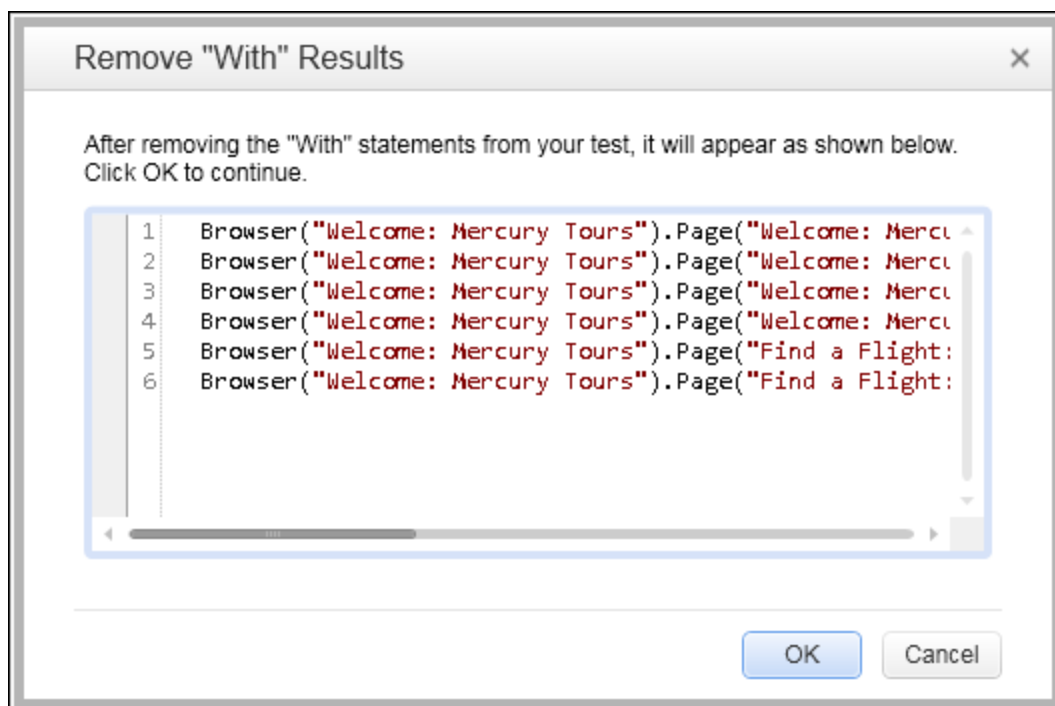 Remove "With" Results
After removing the "With" statements from your test, it will appear as shown below.
Click OK to continue.
1 Browser("Welcome: Mercury Tours").Page("Welcome: Mercu
2 Browser("Welcome: Mercury Tours").Page("Welcome: Mercu
3 Browser("Welcome: Mercury Tours").Page("Welcome: Mercu
4 Browser("Welcome: Mercury Tours").Page("Welcome: Mercu
5 Browser("Welcome: Mercury Tours").Page("Find a Flight:
6 Browser("Welcome: Mercury Tours").Page("Find a Flight:
OK Cancel